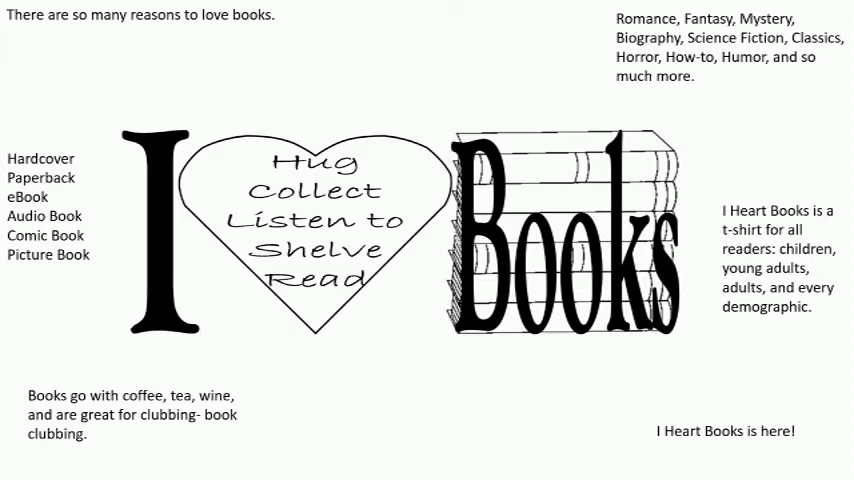 There are so many reasons to love books.
Romance, Fantasy, Mystery,
Biography, Science Fiction, Classics,
Horror, How-to, Humor, and so
much more.
Hardcover
Paperback
eBook
Audio Book
Comic Book
Picture Book
I
Hug
Collect
Listen to
Shelve
Read
Books
I Heart Books is a
t-shirt for all
readers: children,
young adults,
adults, and every
demographic.
Books go with coffee, tea, wine,
and are great for clubbing- book
clubbing.
I Heart Books is here!